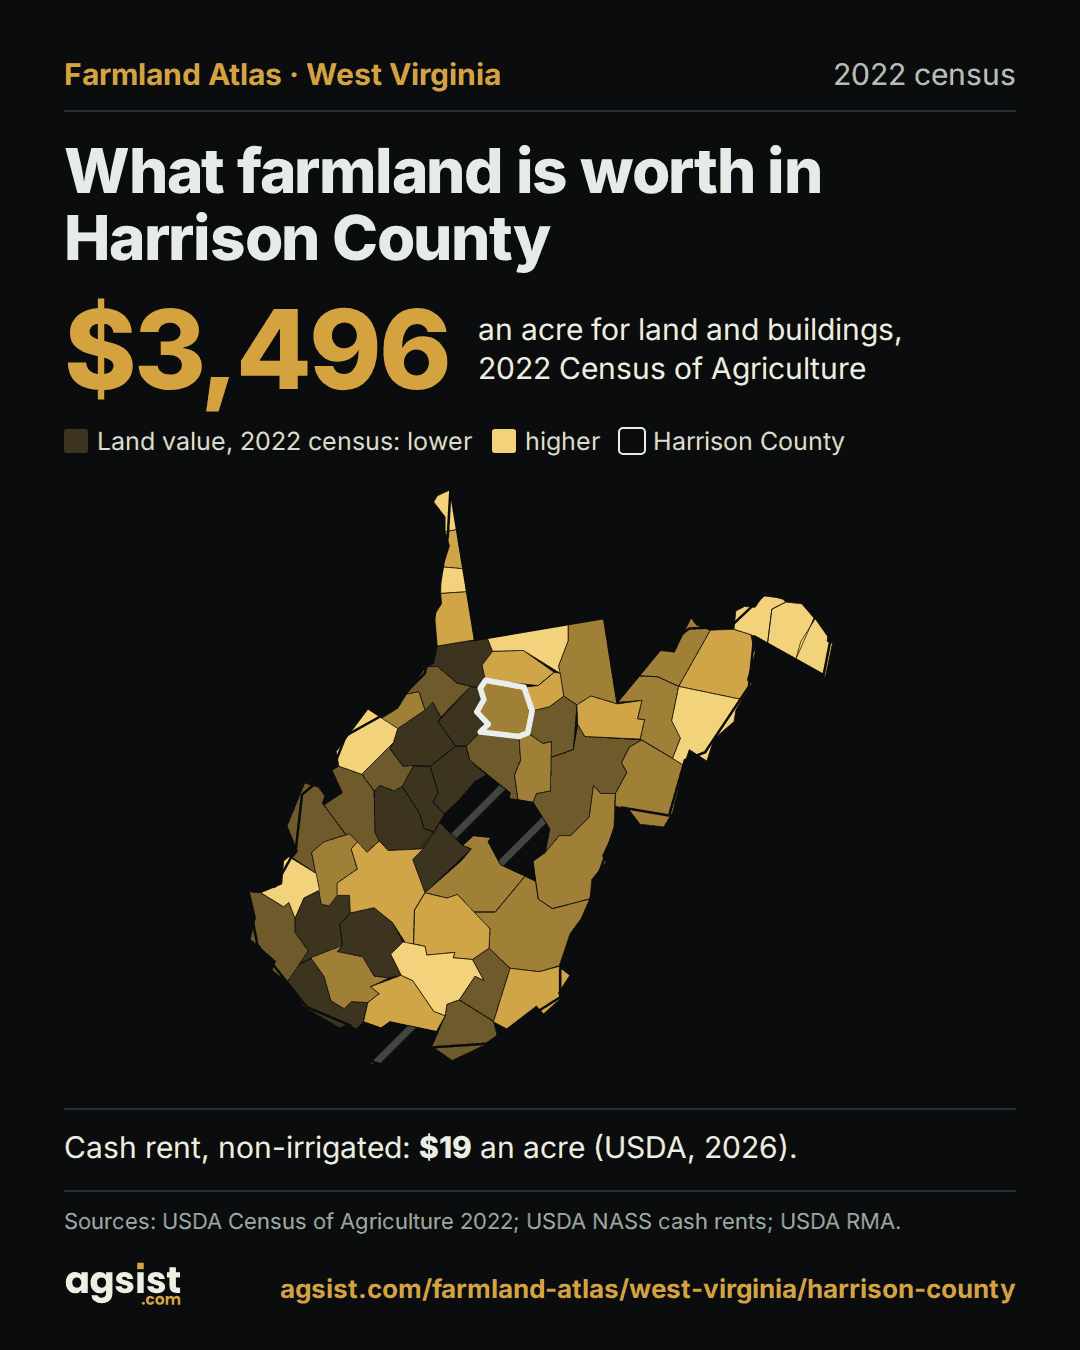 Farmland Atlas · West Virginia
2022 census
What farmland is worth in
Harrison County
$3,496
an acre for land and buildings,
2022 Census of Agriculture
Land value, 2022 census: lower
higher
Harrison County
Cash rent, non-irrigated: $19 an acre (USDA, 2026).
Sources: USDA Census of Agriculture 2022; USDA NASS cash rents; USDA RMA.
agsist
.com
agsist.com/farmland-atlas/west-virginia/harrison-county